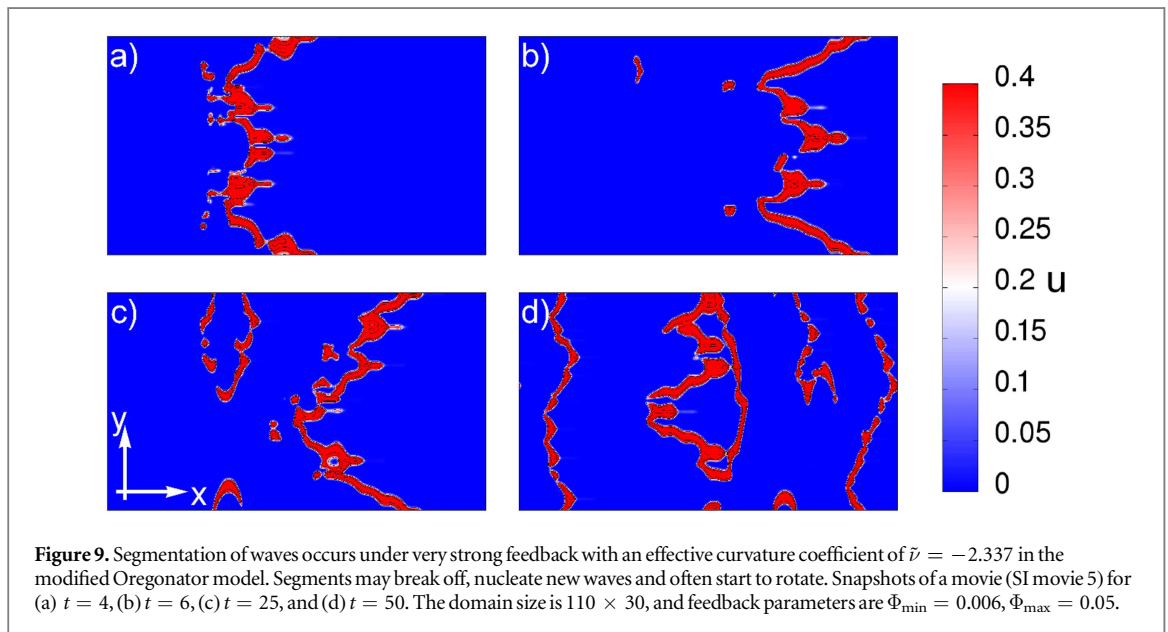 a)
b)
0.4
0.35
0.3
0.25
0.2
u
0.15
0.1
0.05
0
c)
y
x
d)
Figure 9. Segmentation of waves occurs under very strong feedback with an effective curvature coefficient of ν̃ = −2.337 in the
modified Oregonator model. Segments may break off, nucleate new waves and often start to rotate. Snapshots of a movie (SI movie 5) for
(a) t = 4, (b) t = 6, (c) t = 25, and (d) t = 50. The domain size is 110 × 30, and feedback parameters are Φmin = 0.006, Φmax = 0.05.